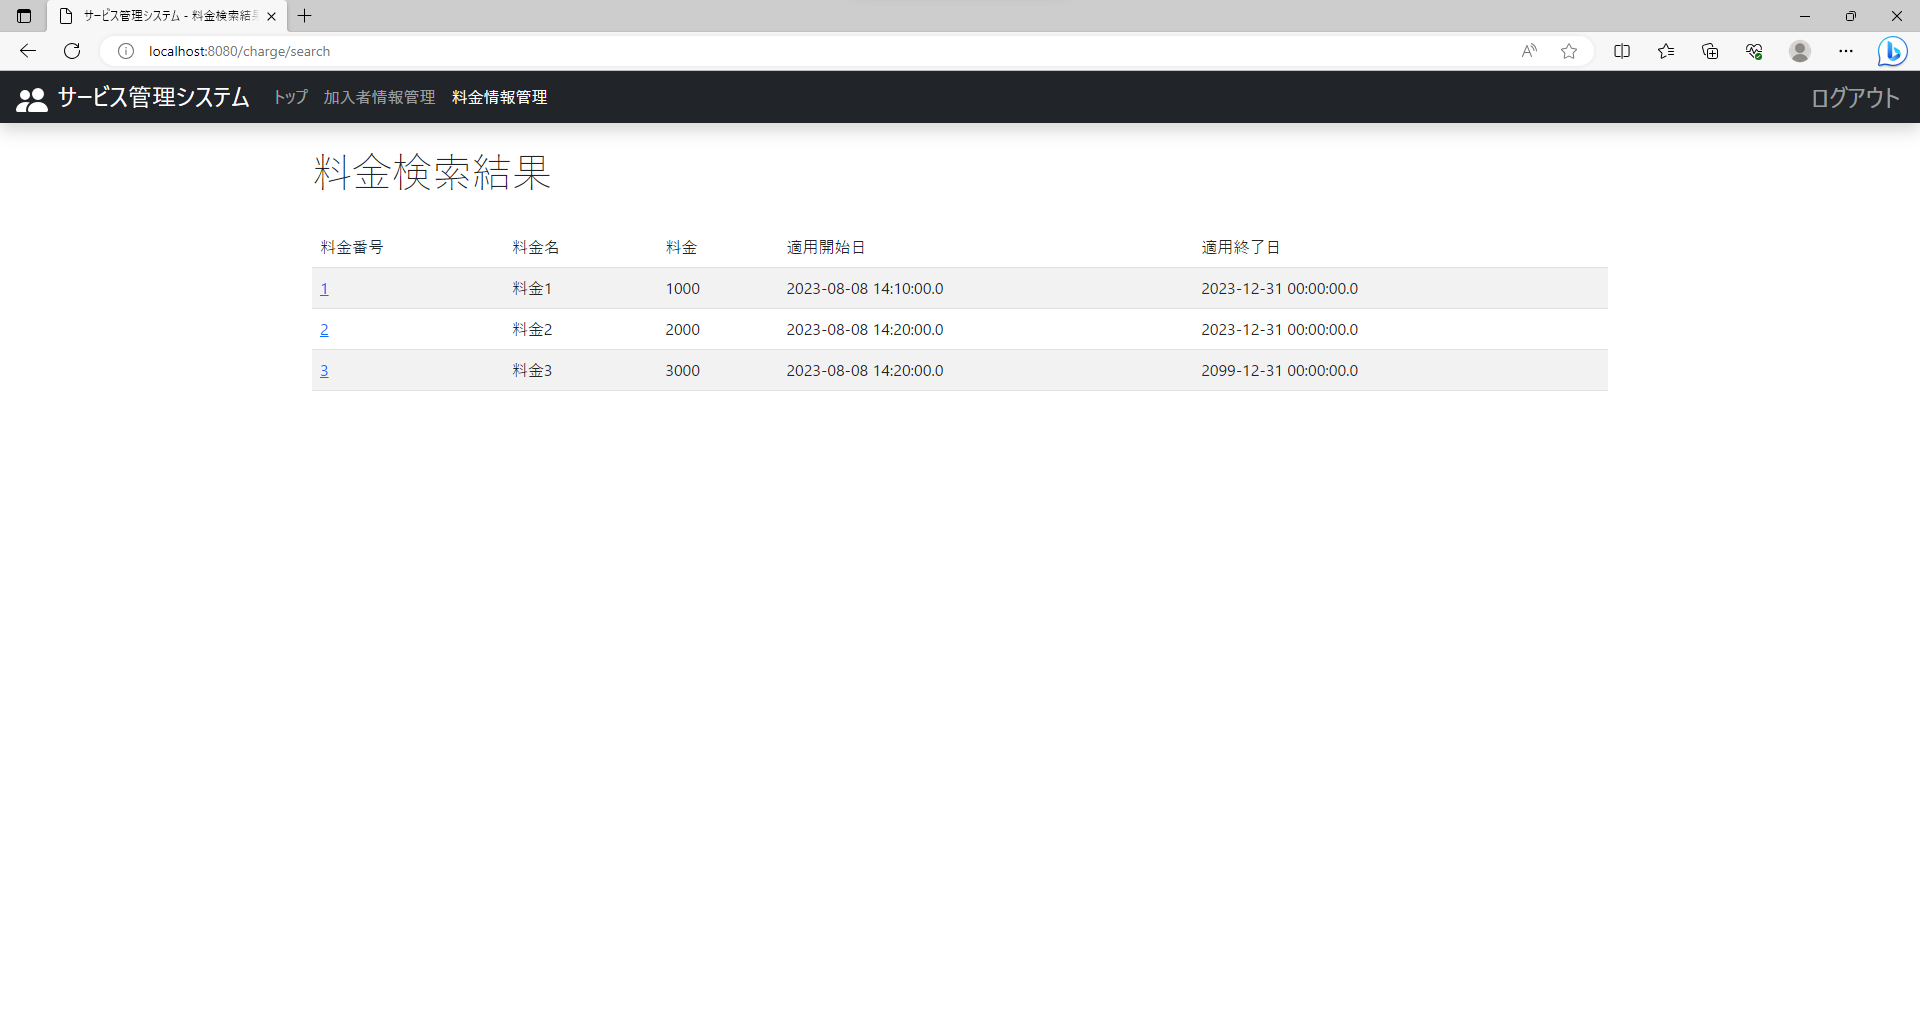 サービス管理システム - 料金検索結
localhost:8080/charge/search
サービス管理システム トップ 加入者情報管理 料金情報管理 ログアウト
料金検索結果
料金番号 料金名 料金 適用開始日 適用終了日
1 料金1 1000 2023-08-08 14:10:00.0 2023-12-31 00:00:00.0
2 料金2 2000 2023-08-08 14:20:00.0 2023-12-31 00:00:00.0
3 料金3 3000 2023-08-08 14:20:00.0 2099-12-31 00:00:00.0